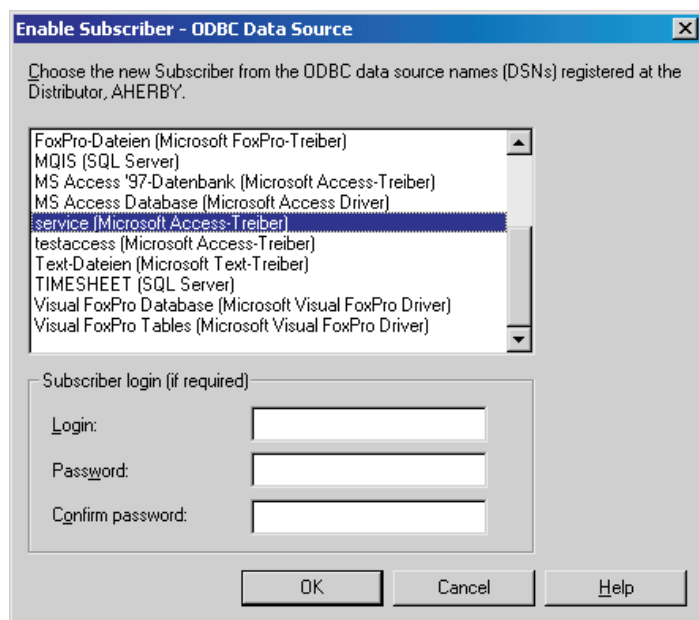 Enable Subscriber - ODBC Data Source
Choose the new Subscriber from the ODBC data source names (DSNs) registered at the
Distributor, AHERBY.
FoxPro-Dateien (Microsoft FoxPro-Treiber)
MQIS (SQL Server)
MS Access '97-Datenbank (Microsoft Access-Treiber)
MS Access Database (Microsoft Access Driver)
service (Microsoft Access-Treiber)
testaccess (Microsoft Access-Treiber)
Text-Dateien (Microsoft Text-Treiber)
TIMESHEET (SQL Server)
Visual FoxPro Database (Microsoft Visual FoxPro Driver)
Visual FoxPro Tables (Microsoft Visual FoxPro Driver)
Subscriber login (if required)
Login:
Password:
Confirm password:
OK Cancel Help